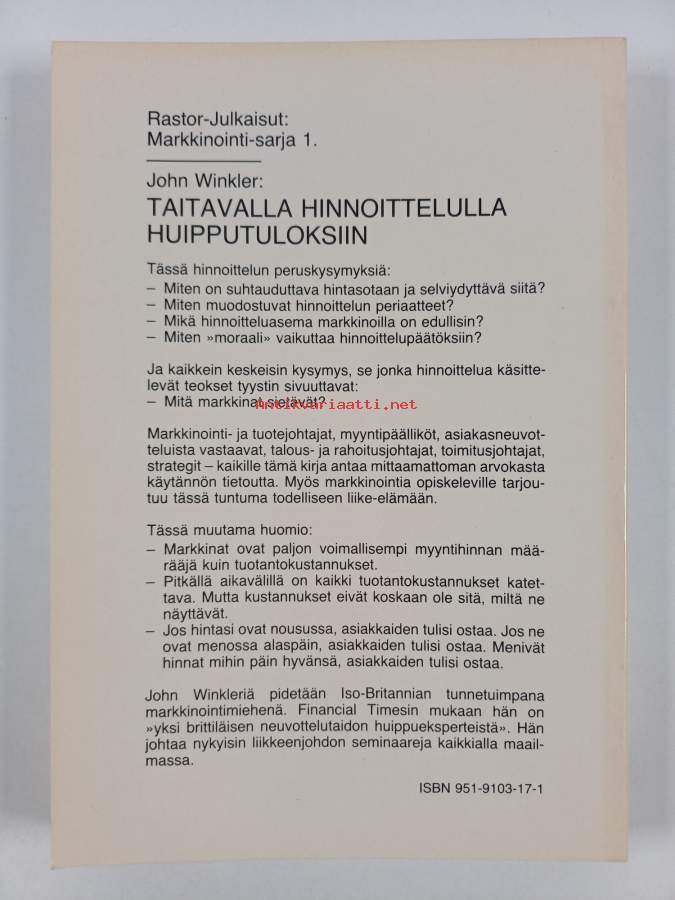 Rastor-Julkaisut:
Markkinointi-sarja 1.
John Winkler:
TAITAVALLA HINNOITTELULLA
HUIPPUTULOKSIIN
Tässä hinnoittelun peruskysymyksiä:
– Miten on suhtauduttava hintasotaan ja selviydyttävä siitä?
– Miten muodostuvat hinnoittelun periaatteet?
– Mikä hinnoitteluasema markkinoilla on edullisin?
– Miten »moraali» vaikuttaa hinnoittelupäätöksiin?
Ja kaikkein keskeisin kysymys, se jonka hinnoittelua käsitte-
levät teokset tyystin sivuuttavat:
– Mitä markkinat sietävät?
Antikvariaatti.net
Markkinointi- ja tuotejohtajat, myyntipäälliköt, asiakasneuvot-
teluista vastaavat, talous- ja rahoitusjohtajat, toimitusjohtajat,
strategit – kaikille tämä kirja antaa mittaamattoman arvokasta
käytännön tietoutta. Myös markkinointia opiskeleville tarjou-
tuu tässä tuntuma todelliseen liike-elämään.
Tässä muutama huomio:
– Markkinat ovat paljon voimallisempi myyntihinnan mää-
rääjä kuin tuotantokustannukset.
– Pitkällä aikavälillä on kaikki tuotantokustannukset katet-
tava. Mutta kustannukset eivät koskaan ole sitä, miltä ne
näyttävät.
– Jos hintasi ovat nousussa, asiakkaiden tulisi ostaa. Jos ne
ovat menossa alaspäin, asiakkaiden tulisi ostaa. Menivät
hinnat mihin päin hyvänsä, asiakkaiden tulisi ostaa.
John Winkleriä pidetään Iso-Britannian tunnetuimpana
markkinointimiehenä. Financial Timesin mukaan hän on
»yksi brittiläisen neuvottelutaidon huippueksperteistä». Hän
johtaa nykyisin liikkeenjohdon seminaareja kaikkialla maail-
massa.
ISBN 951-9103-17-1